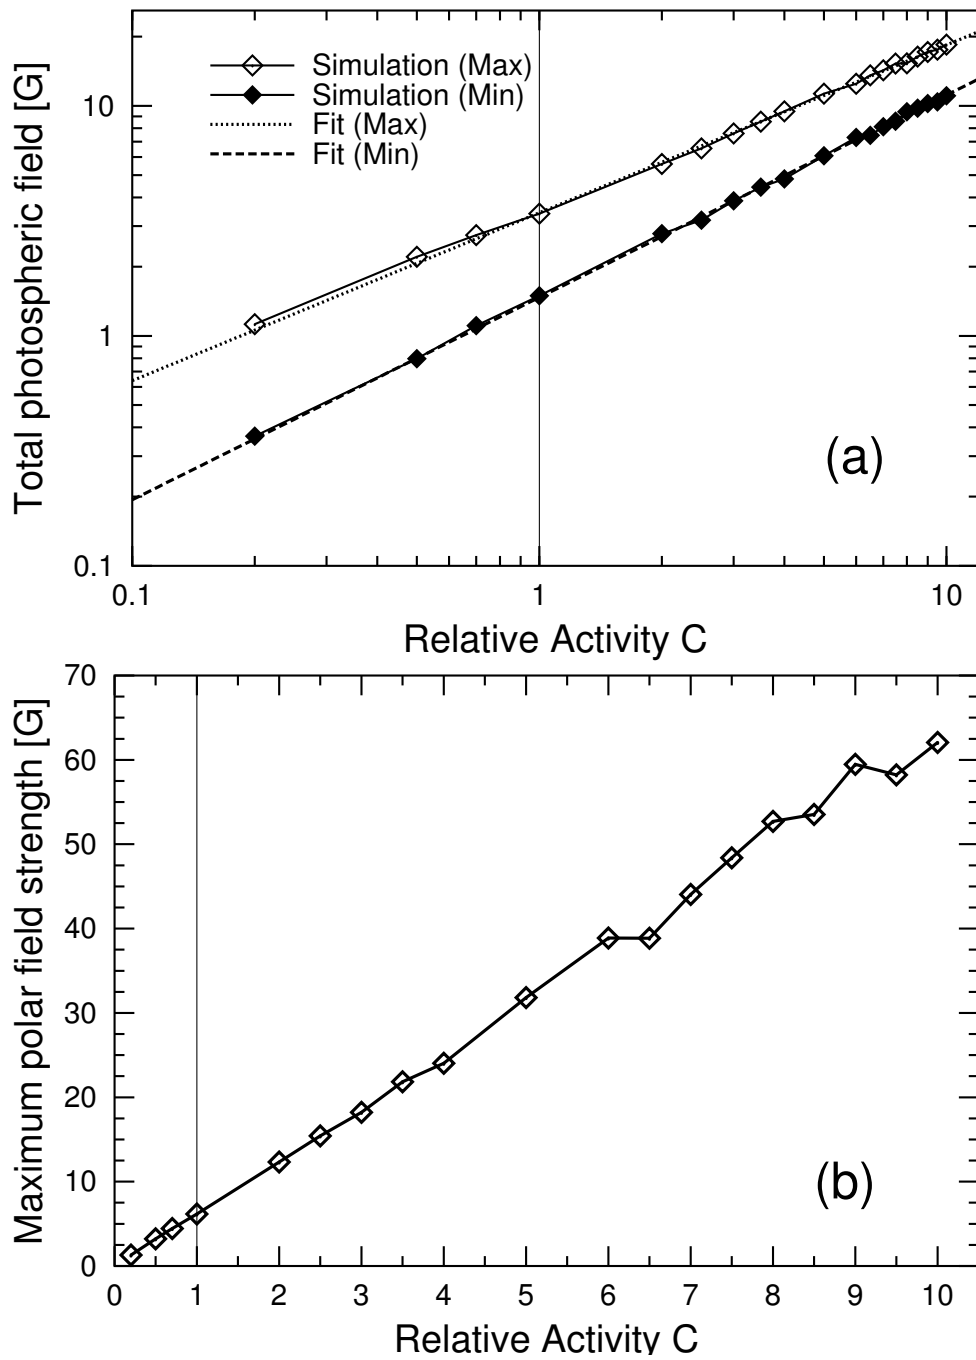 Total photospheric field [G]
10
1
0.1
Simulation (Max)
Simulation (Min)
Fit (Max)
Fit (Min)
(a)
0.1 1 10
Relative Activity C
Maximum polar field strength [G]
70
60
50
40
30
20
10
0
(b)
0 1 2 3 4 5 6 7 8 9 10
Relative Activity C